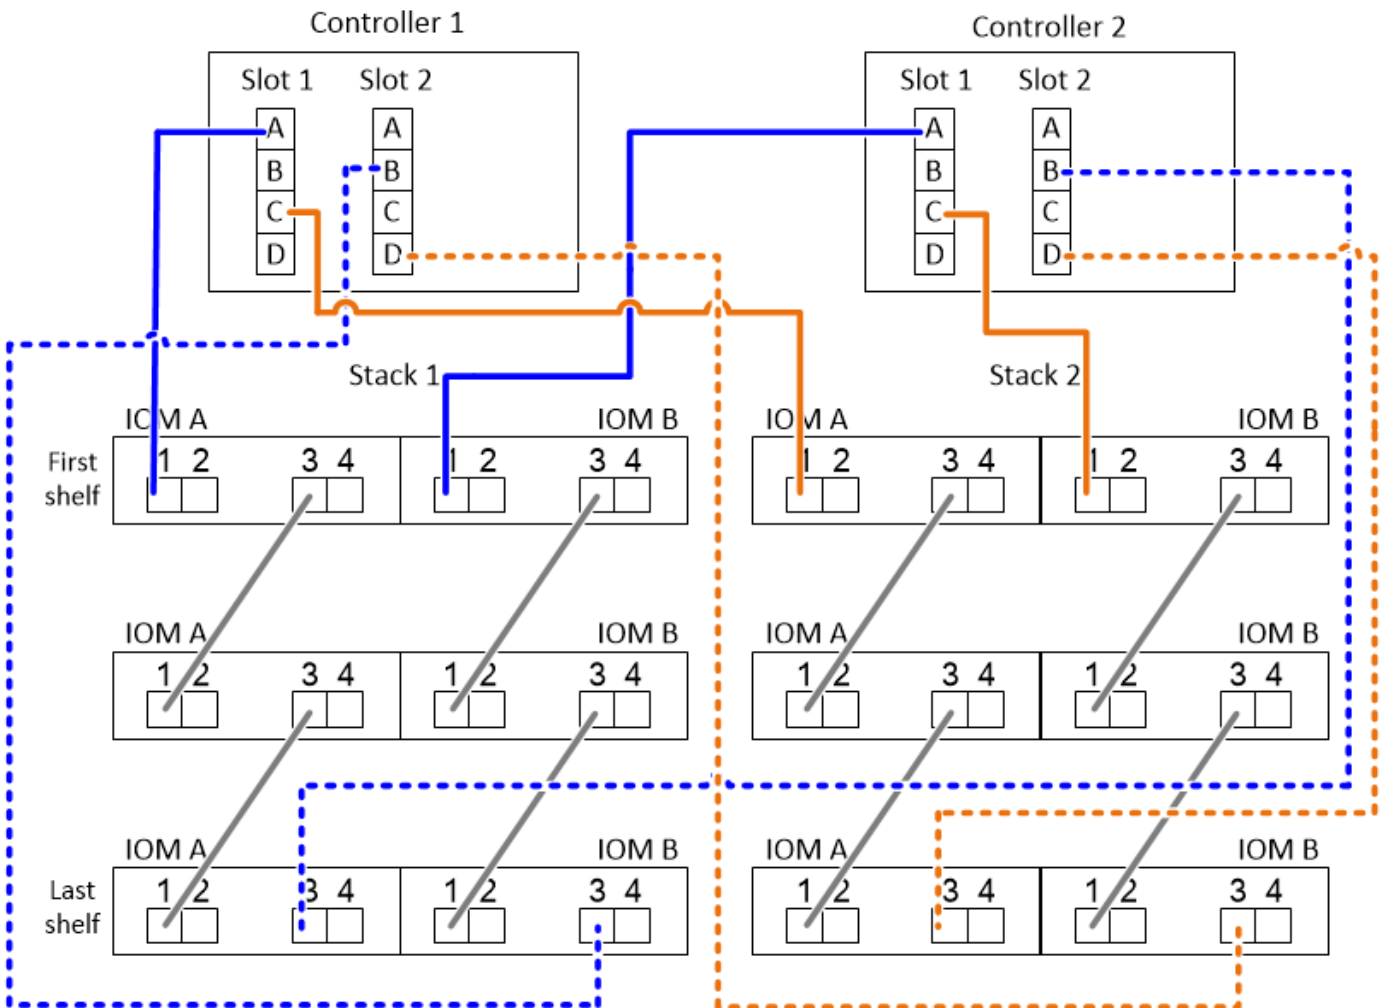 Controller 1
Controller 2
Slot 1 Slot 2
Slot 1 Slot 2
A A
B B
C C
D D
A A
B B
C C
D D
Stack 1
Stack 2
IOM A IOM B
IOM A IOM B
First
shelf
1 2 3 4 1 2 3 4
1 2 3 4 1 2 3 4
IOM A IOM B
IOM A IOM B
1 2 3 4 1 2 3 4
1 2 3 4 1 2 3 4
IOM A IOM B
IOM A IOM B
Last
shelf
1 2 3 4 1 2 3 4
1 2 3 4 1 2 3 4